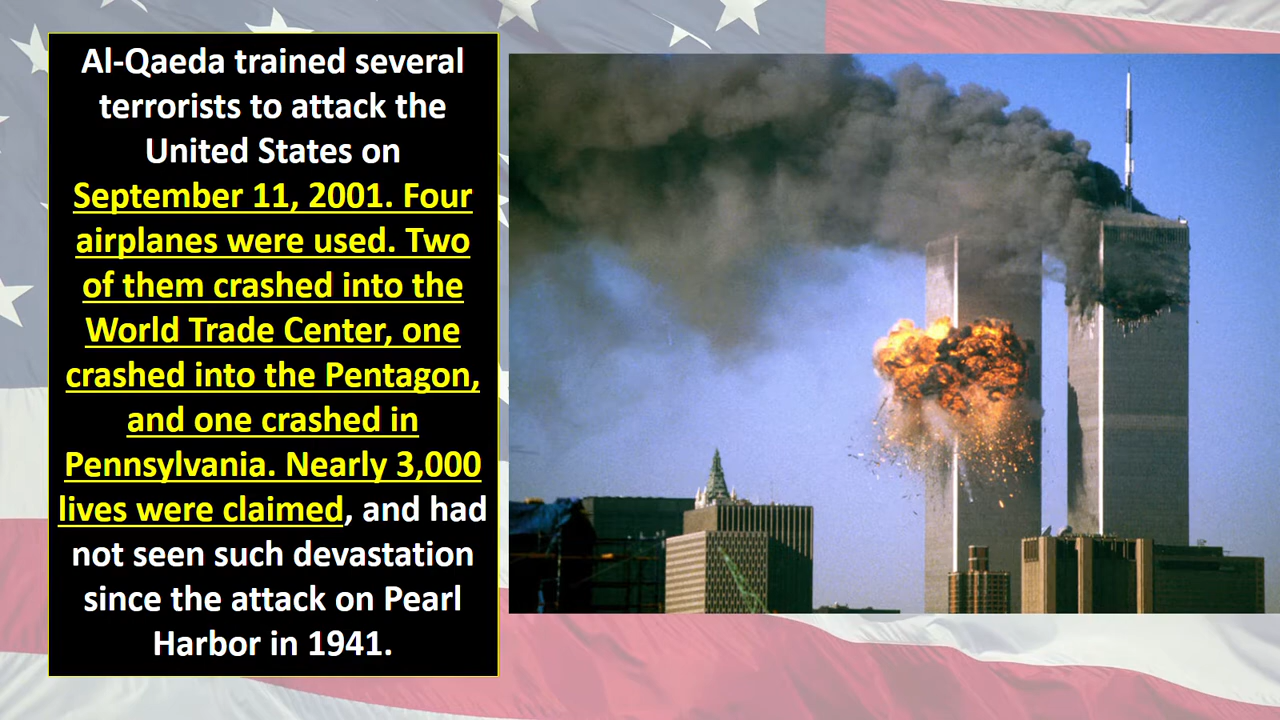 Al-Qaeda trained several
terrorists to attack the
United States on
September 11, 2001. Four
airplanes were used. Two
of them crashed into the
World Trade Center, one
crashed into the Pentagon,
and one crashed in
Pennsylvania. Nearly 3,000
lives were claimed, and had
not seen such devastation
since the attack on Pearl
Harbor in 1941.